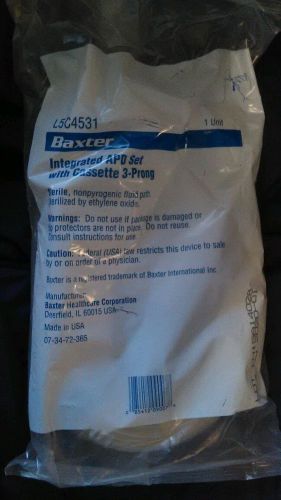 L5C4531
1 Unit
Baxter
Integrated APD Set
with Cassette 3-Prong
Sterile, nonpyrogenic fluid path
sterilized by ethylene oxide.
Warnings: Do not use if package is damaged or
tip protectors are not in place. Do not reuse.
Consult instructions for use.
Caution: Federal (USA) law restricts this device to sale
by or on order of a physician.
Baxter is a registered trademark of Baxter International Inc.
Manufacturer
Baxter Healthcare Corporation
Deerfield, IL 60015 USA
Made in USA
07-34-72-365